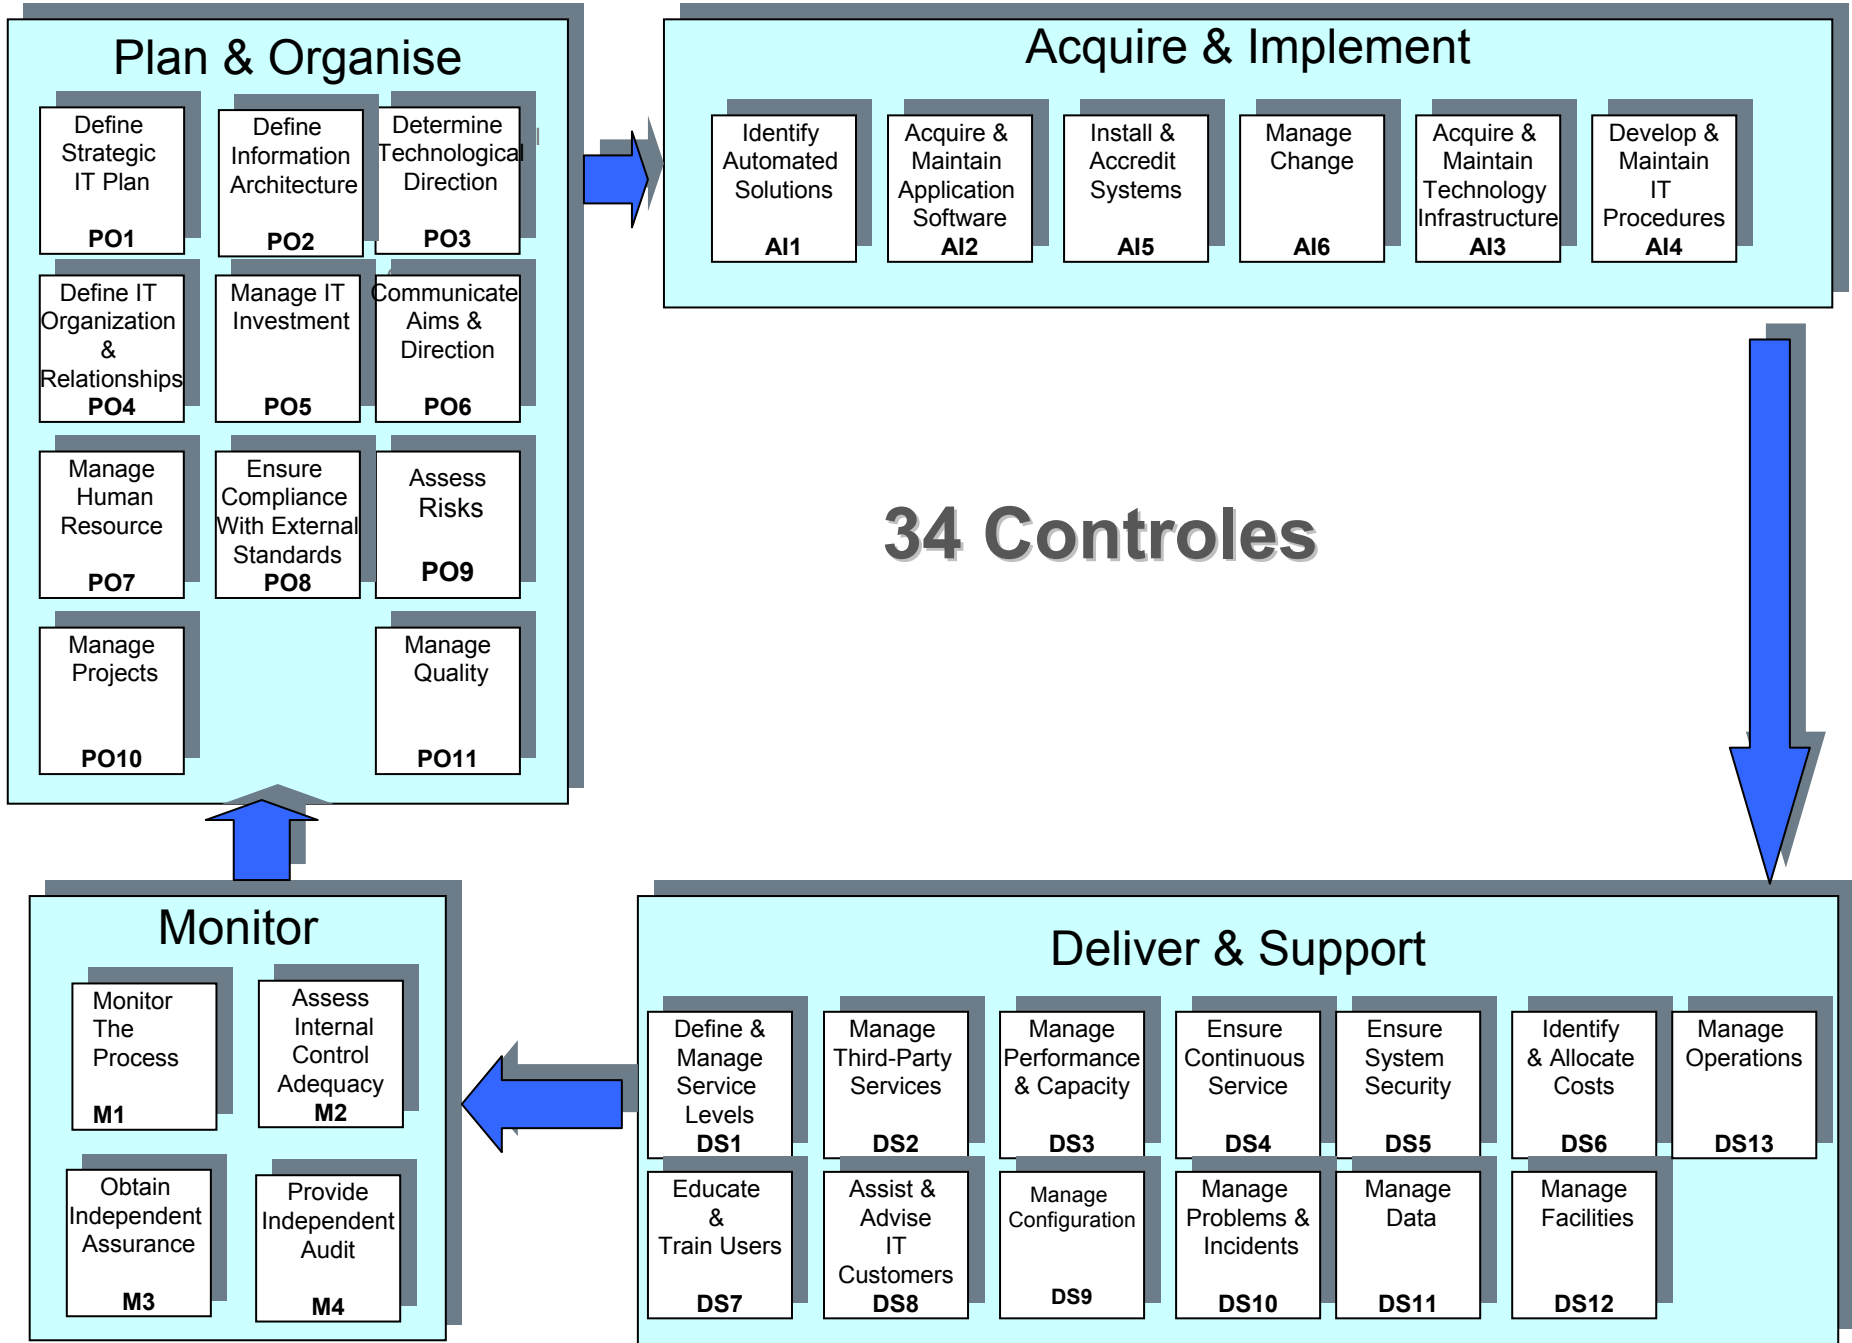 Plan & Organise
Define
Strategic
IT Plan
PO1
Define
Information
Architecture
PO2
Determine
Technological
Direction
PO3
Define IT
Organization
&
Relationships
PO4
Manage IT
Investment
PO5
Communicate
Aims &
Direction
PO6
Manage
Human
Resource
PO7
Ensure
Compliance
With External
Standards
PO8
Assess
Risks
PO9
Manage
Projects
PO10
Manage
Quality
PO11
Acquire & Implement
Identify
Automated
Solutions
AI1
Acquire &
Maintain
Application
Software
AI2
Install &
Accredit
Systems
AI5
Manage
Change
AI6
Acquire &
Maintain
Technology
Infrastructure
AI3
Develop &
Maintain
IT
Procedures
AI4
34 Controles
Monitor
Monitor
The
Process
M1
Assess
Internal
Control
Adequacy
M2
Obtain
Independent
Assurance
M3
Provide
Independent
Audit
M4
Deliver & Support
Define &
Manage
Service
Levels
DS1
Manage
Third-Party
Services
DS2
Manage
Performance
& Capacity
DS3
Ensure
Continuous
Service
DS4
Ensure
System
Security
DS5
Identify
& Allocate
Costs
DS6
Manage
Operations
DS13
Educate
&
Train Users
DS7
Assist &
Advise
IT
Customers
DS8
Manage
Configuration
DS9
Manage
Problems &
Incidents
DS10
Manage
Data
DS11
Manage
Facilities
DS12